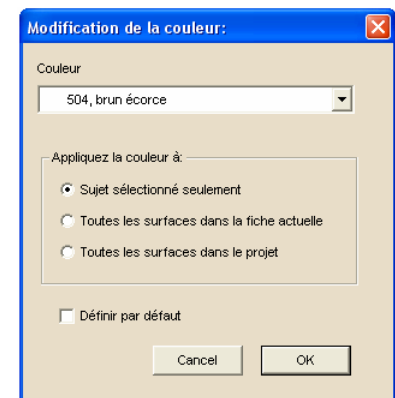 Modification de la couleur:
Couleur
504, brun écorce
Appliquez la couleur à:
Sujet sélectionné seulement
Toutes les surfaces dans la fiche actuelle
Toutes les surfaces dans le projet
Définir par défaut
Cancel OK